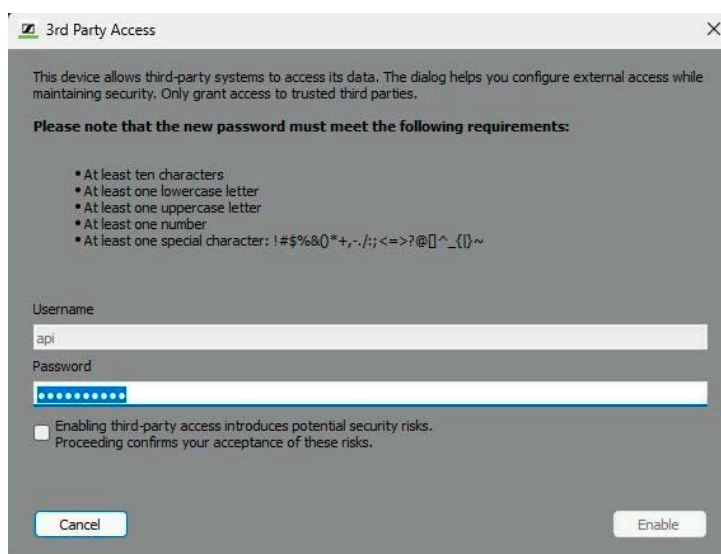 3rd Party Access
This device allows third-party systems to access its data. The dialog helps you configure external access while
maintaining security. Only grant access to trusted third parties.
Please note that the new password must meet the following requirements:
• At least ten characters
• At least one lowercase letter
• At least one uppercase letter
• At least one number
• At least one special character: !#$%&()*+,-./:;<=>?@[]^_{|}~
Username
api
Password
●●●●●●●●●●
Enabling third-party access introduces potential security risks.
Proceeding confirms your acceptance of these risks.
Cancel
Enable